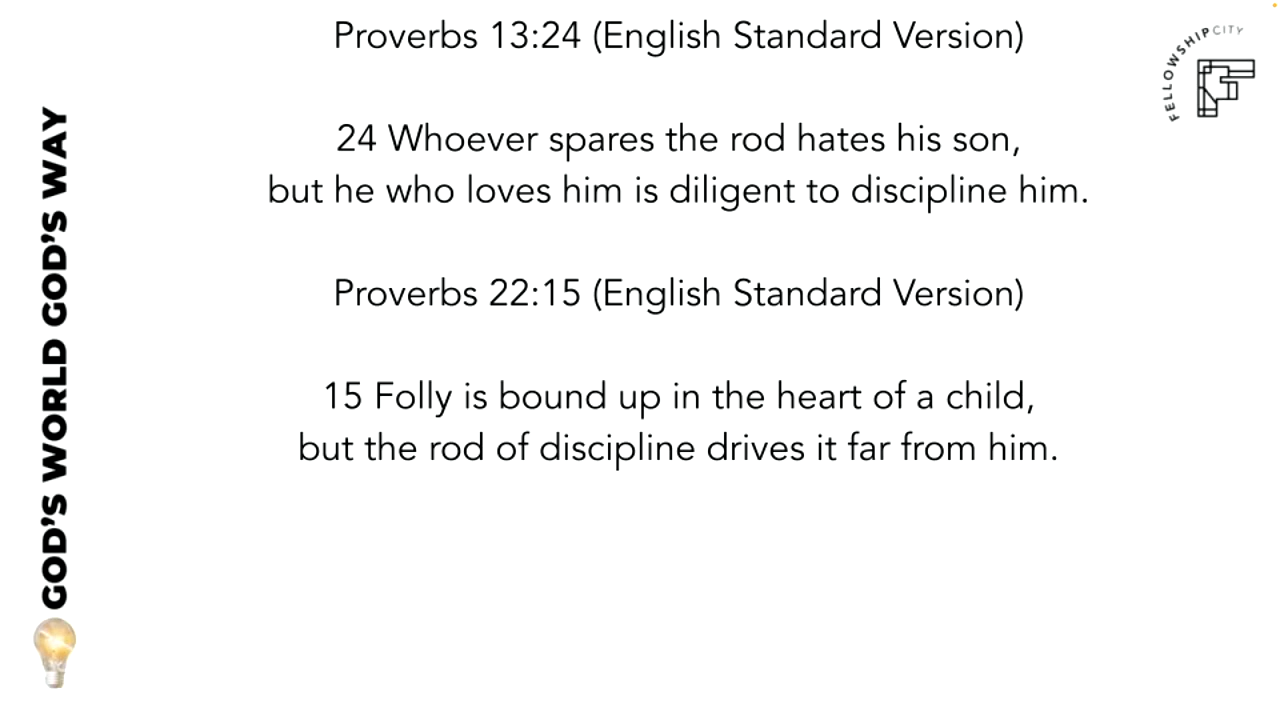 Proverbs 13:24 (English Standard Version)
24 Whoever spares the rod hates his son,
but he who loves him is diligent to discipline him.
Proverbs 22:15 (English Standard Version)
15 Folly is bound up in the heart of a child,
but the rod of discipline drives it far from him.
GOD'S WORLD GOD'S WAY
FELLOWSHIPCITY